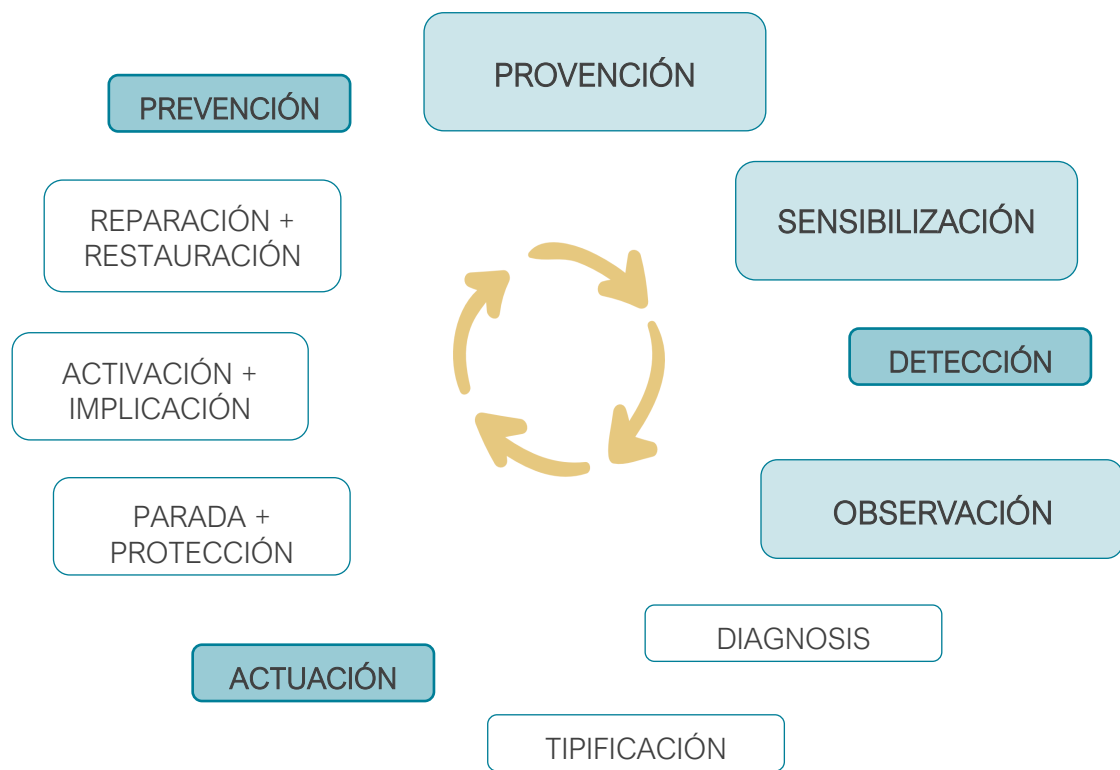 PROVENCIÓN
PREVENCIÓN
SENSIBILIZACIÓN
REPARACIÓN +
RESTAURACIÓN
DETECCIÓN
ACTIVACIÓN +
IMPLICACIÓN
OBSERVACIÓN
PARADA +
PROTECCIÓN
DIAGNOSIS
ACTUACIÓN
TIPIFICACIÓN